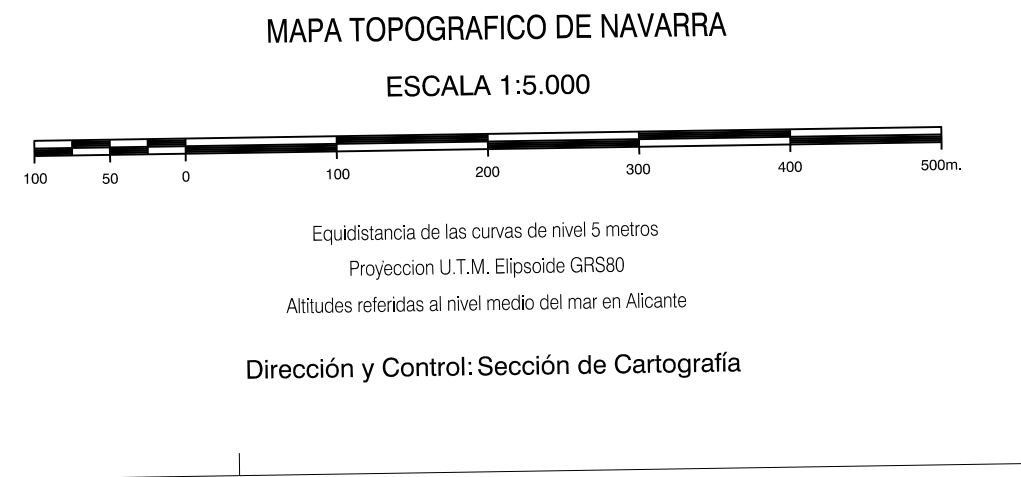 MAPA TOPOGRAFICO DE NAVARRA
ESCALA 1:5.000
100 50 0 100 200 300 400 500m.
Equidistancia de las curvas de nivel 5 metros
Proyeccion U.T.M. Elipsoide GRS80
Altitudes referidas al nivel medio del mar en Alicante
Dirección y Control: Sección de Cartografía